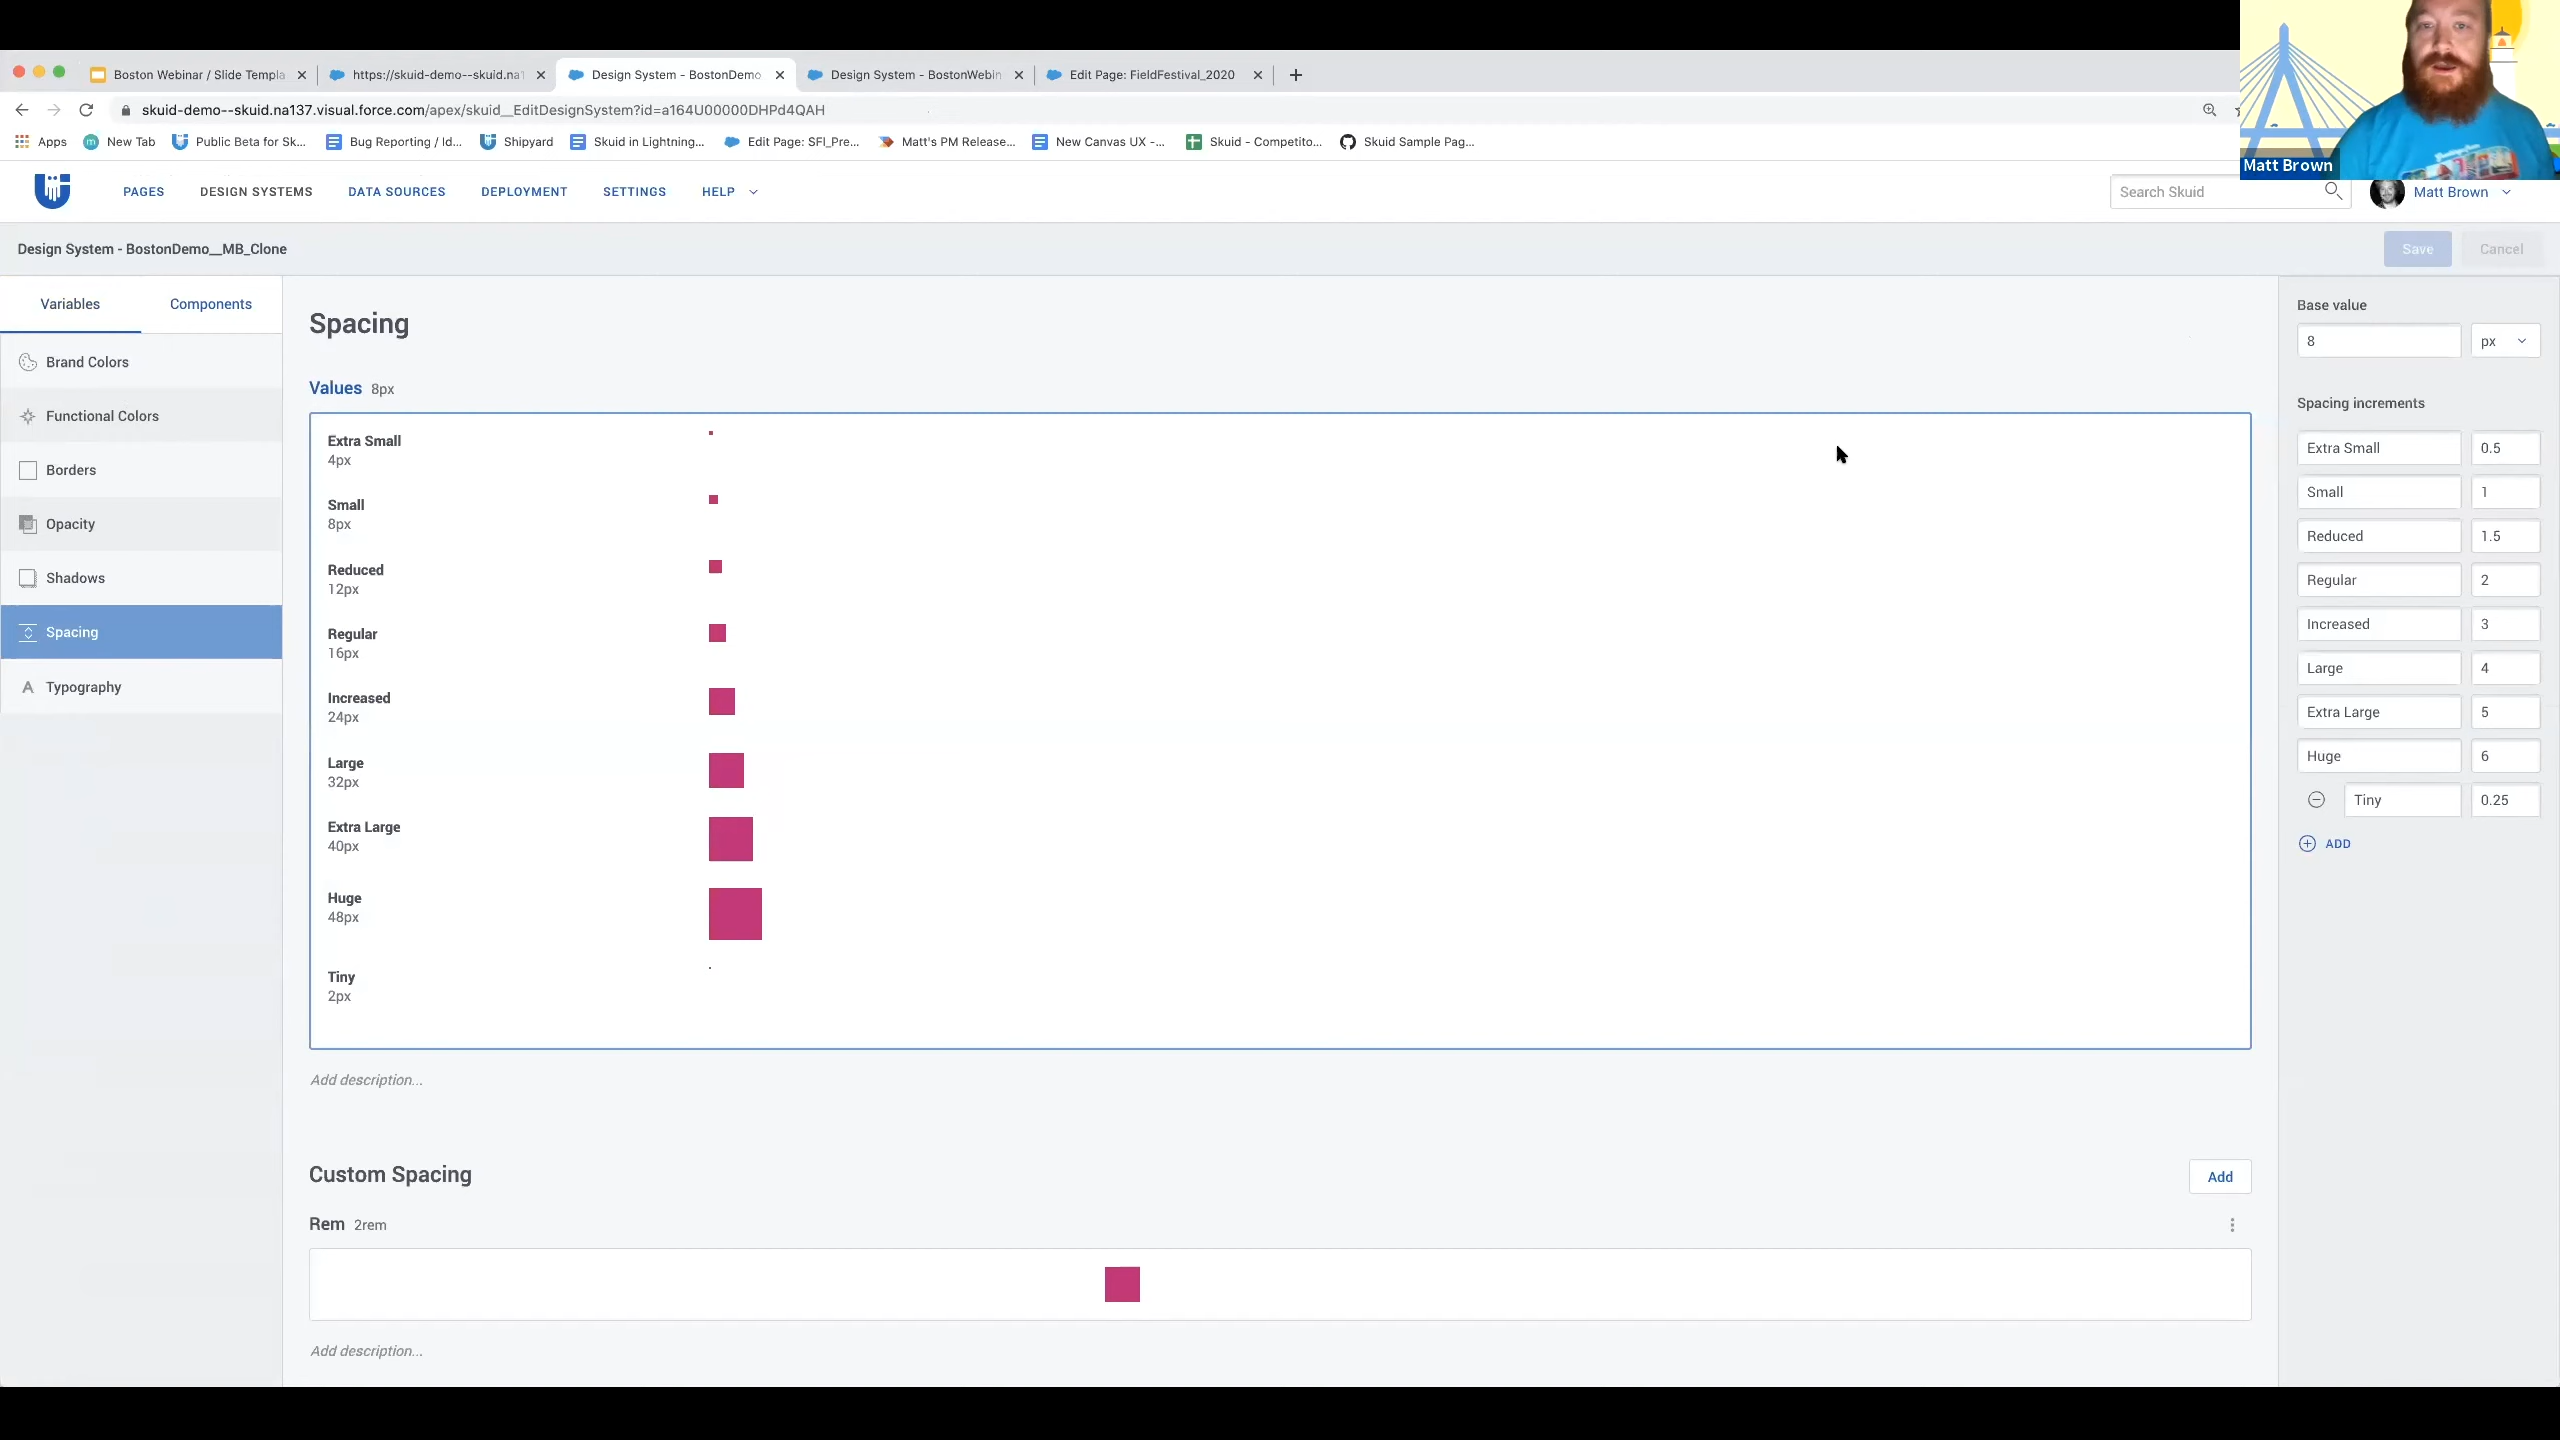 Boston Webinar / Slide Templa
https://skuid-demo--skuid.na1
Design System - BostonDemo
Design System - BostonWebin
Edit Page: FieldFestival_2020
skuid-demo--skuid.na137.visual.force.com/apex/skuid__EditDesignSystem?id=a164U00000DHPd4QAH
Apps
New Tab
Public Beta for Sk...
Bug Reporting / Id...
Shipyard
Skuid in Lightning...
Edit Page: SFI_Pre...
Matt's PM Release...
New Canvas UX -...
Skuid - Competito...
Skuid Sample Pag...
Matt Brown
PAGES
DESIGN SYSTEMS
DATA SOURCES
DEPLOYMENT
SETTINGS
HELP
Search Skuid
Matt Brown
Design System - BostonDemo__MB_Clone
Save
Cancel
Variables
Components
Brand Colors
Functional Colors
Borders
Opacity
Shadows
Spacing
Typography
Spacing
Values 8px
Extra Small
4px
Small
8px
Reduced
12px
Regular
16px
Increased
24px
Large
32px
Extra Large
40px
Huge
48px
Tiny
2px
Add description...
Custom Spacing
Add
Rem 2rem
Add description...
Base value
8 px
Spacing increments
Extra Small 0.5
Small 1
Reduced 1.5
Regular 2
Increased 3
Large 4
Extra Large 5
Huge 6
Tiny 0.25
ADD